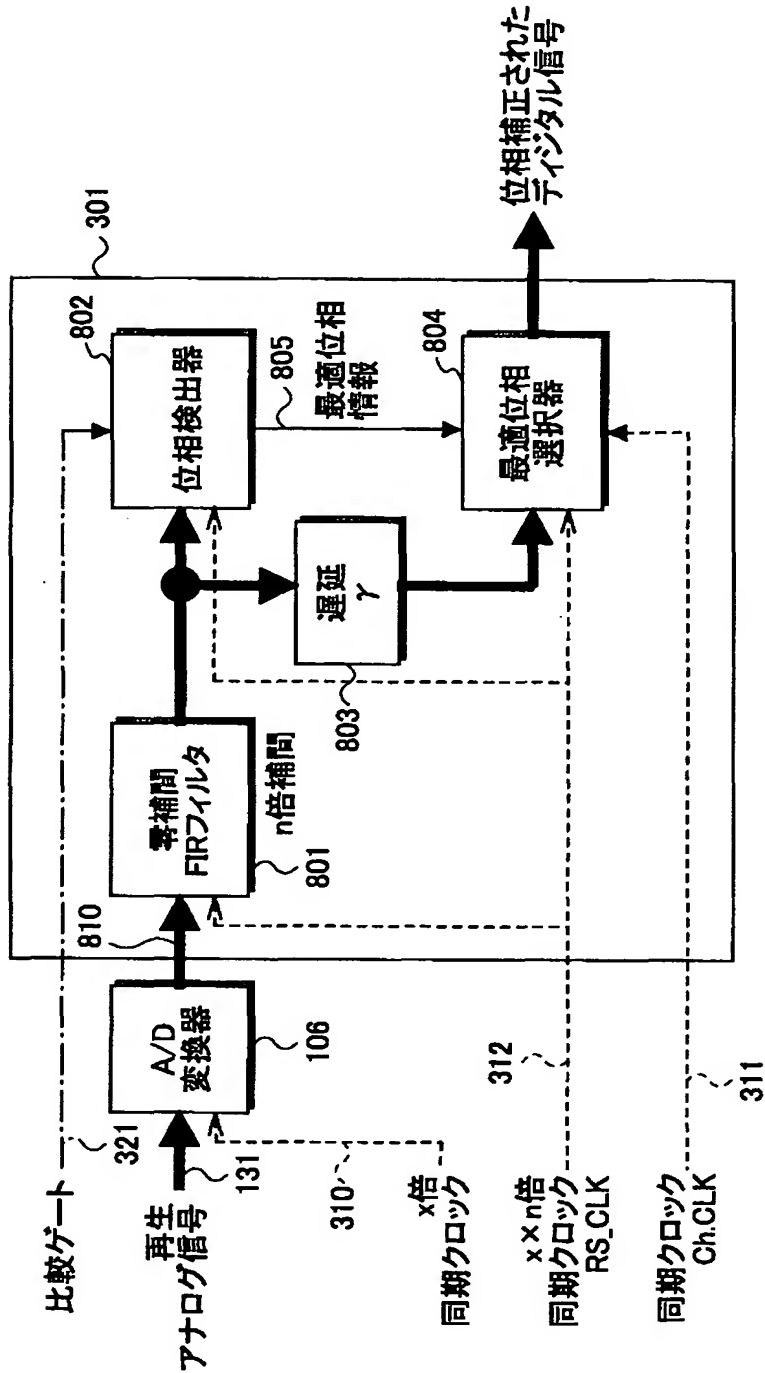 比較ゲート
321
再生
アナログ信号
131
A/D
変換器
106
810
零補間
FIRフィルタ
801
n倍補間
位相検出器
802
301
805
最適位相
情報
遅延
γ
803
最適位相
選択器
804
位相補正された
ディジタル信号
310
x倍
同期クロック
312
x×n倍
同期クロック
RS_CLK
311
同期クロック
Ch.CLK